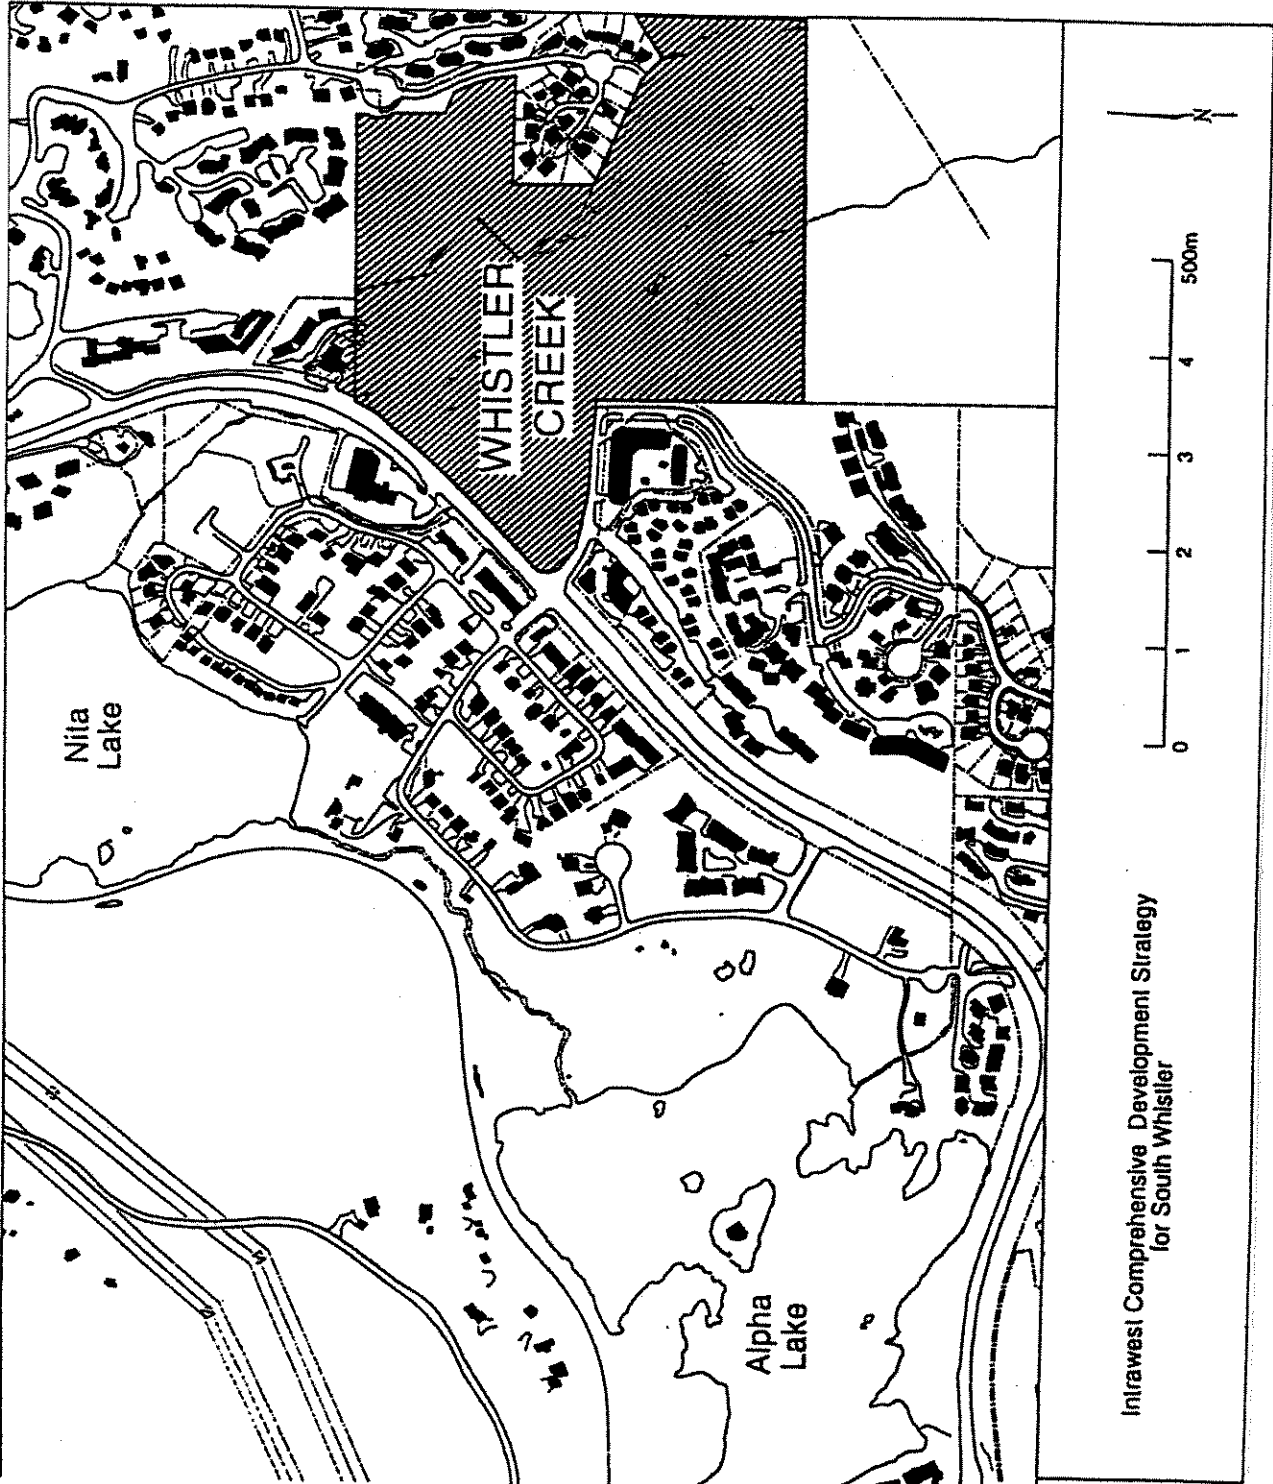 WHISTLER
CREEK
Nita
Lake
Alpha
Lake
N
0 1 2 3 4 500m
Intrawest Comprehensive Development Strategy
for South Whistler